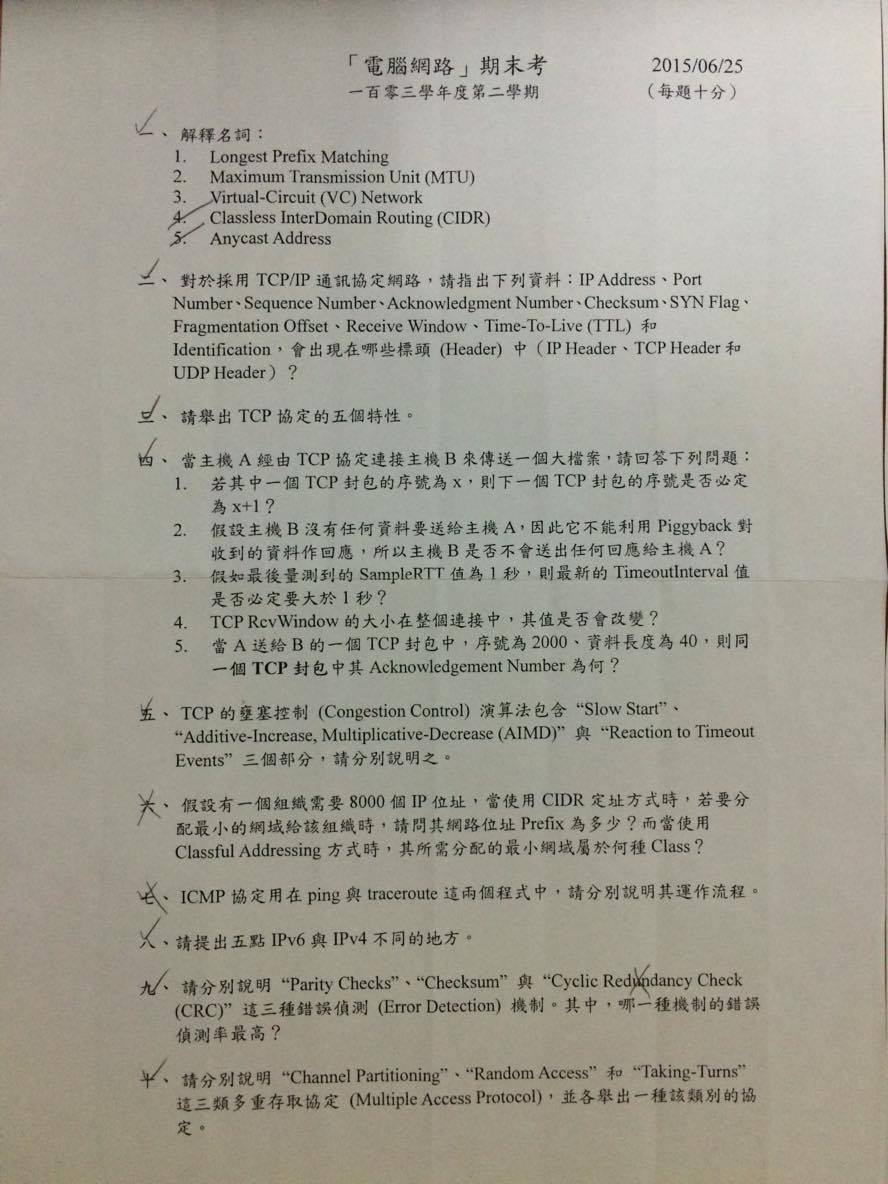 「電腦網路」期末考 2015/06/25
一百零三學年度第二學期 （每題十分）
一、 解釋名詞：
1. Longest Prefix Matching
2. Maximum Transmission Unit (MTU)
3. Virtual-Circuit (VC) Network
4. Classless InterDomain Routing (CIDR)
5. Anycast Address
二、 對於採用 TCP/IP 通訊協定網路，請指出下列資料：IP Address、Port
Number、Sequence Number、Acknowledgment Number、Checksum、SYN Flag、
Fragmentation Offset、Receive Window、Time-To-Live (TTL) 和
Identification，會出現在哪些標頭 (Header) 中（IP Header、TCP Header 和
UDP Header）？
三、 請舉出 TCP 協定的五個特性。
四、 當主機 A 經由 TCP 協定連接主機 B 來傳送一個大檔案，請回答下列問題：
1. 若其中一個 TCP 封包的序號為 x，則下一個 TCP 封包的序號是否必定
為 x+1？
2. 假設主機 B 沒有任何資料要送給主機 A，因此它不能利用 Piggyback 對
收到的資料作回應，所以主機 B 是否不會送出任何回應給主機 A？
3. 假如最後量測到的 SampleRTT 值為 1 秒，則最新的 TimeoutInterval 值
是否必定要大於 1 秒？
4. TCP RcvWindow 的大小在整個連接中，其值是否會改變？
5. 當 A 送給 B 的一個 TCP 封包中，序號為 2000、資料長度為 40，則同
一個 TCP 封包中其 Acknowledgement Number 為何？
五、 TCP 的壅塞控制 (Congestion Control) 演算法包含 “Slow Start”、
“Additive-Increase, Multiplicative-Decrease (AIMD)” 與 “Reaction to Timeout
Events” 三個部分，請分別說明之。
六、 假設有一個組織需要 8000 個 IP 位址，當使用 CIDR 定址方式時，若要分
配最小的網域給該組織時，請問其網路位址 Prefix 為多少？而當使用
Classful Addressing 方式時，其所需分配的最小網域屬於何種 Class？
七、 ICMP 協定用在 ping 與 traceroute 這兩個程式中，請分別說明其運作流程。
八、請提出五點 IPv6 與 IPv4 不同的地方。
九、 請分別說明 “Parity Checks”、“Checksum” 與 “Cyclic Redundancy Check
(CRC)” 這三種錯誤偵測 (Error Detection) 機制。其中，哪一種機制的錯誤
偵測率最高？
十、 請分別說明 “Channel Partitioning”、“Random Access” 和 “Taking-Turns”
這三類多重存取協定 (Multiple Access Protocol)，並各舉出一種該類別的協
定。